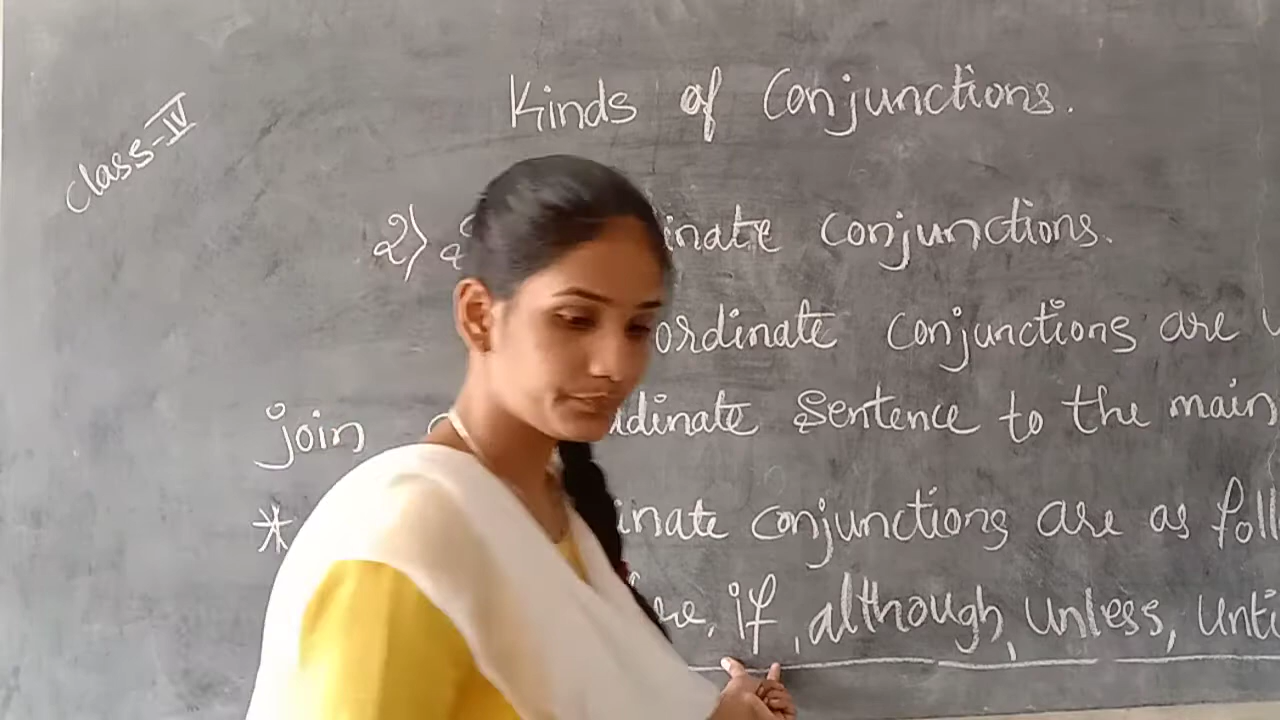 Kinds of Conjunctions.
Class-IV
2) inate conjunctions.
ordinate conjunctions are
join dinate sentence to the main
* inate conjunctions are as foll
re, if, although, unless, unti